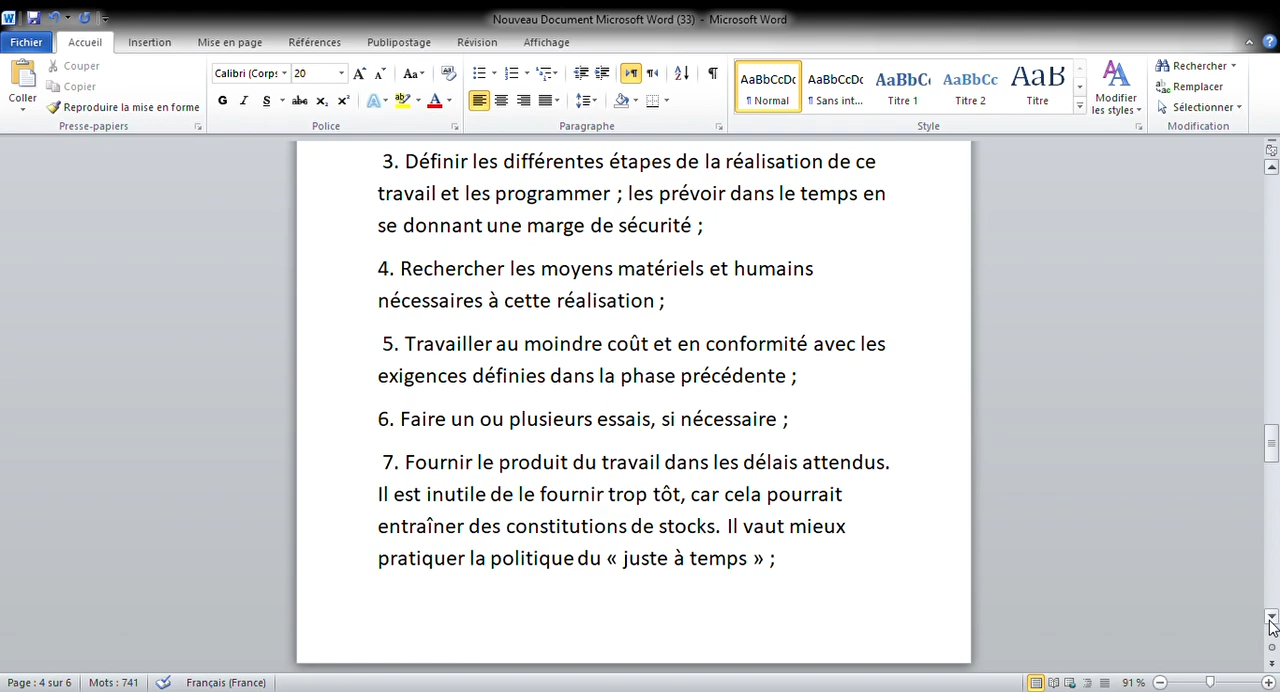 Nouveau Document Microsoft Word (33) - Microsoft Word
Fichier Accueil Insertion Mise en page Références Publipostage Révision Affichage
Coller
Couper
Copier
Reproduire la mise en forme
Presse-papiers
Calibri (Corps 20
G I S abc x₂ x²
Police
Paragraphe
AaBbCcDc AaBbCcDc AaBbC AaBbCc AaB
¶ Normal ¶ Sans int... Titre 1 Titre 2 Titre
Modifier
les styles
Style
Rechercher
Remplacer
Sélectionner
Modification
3. Définir les différentes étapes de la réalisation de ce
travail et les programmer ; les prévoir dans le temps en
se donnant une marge de sécurité ;
4. Rechercher les moyens matériels et humains
nécessaires à cette réalisation ;
5. Travailler au moindre coût et en conformité avec les
exigences définies dans la phase précédente ;
6. Faire un ou plusieurs essais, si nécessaire ;
7. Fournir le produit du travail dans les délais attendus.
Il est inutile de le fournir trop tôt, car cela pourrait
entraîner des constitutions de stocks. Il vaut mieux
pratiquer la politique du « juste à temps » ;
Page : 4 sur 6 Mots : 741 Français (France) 91 %